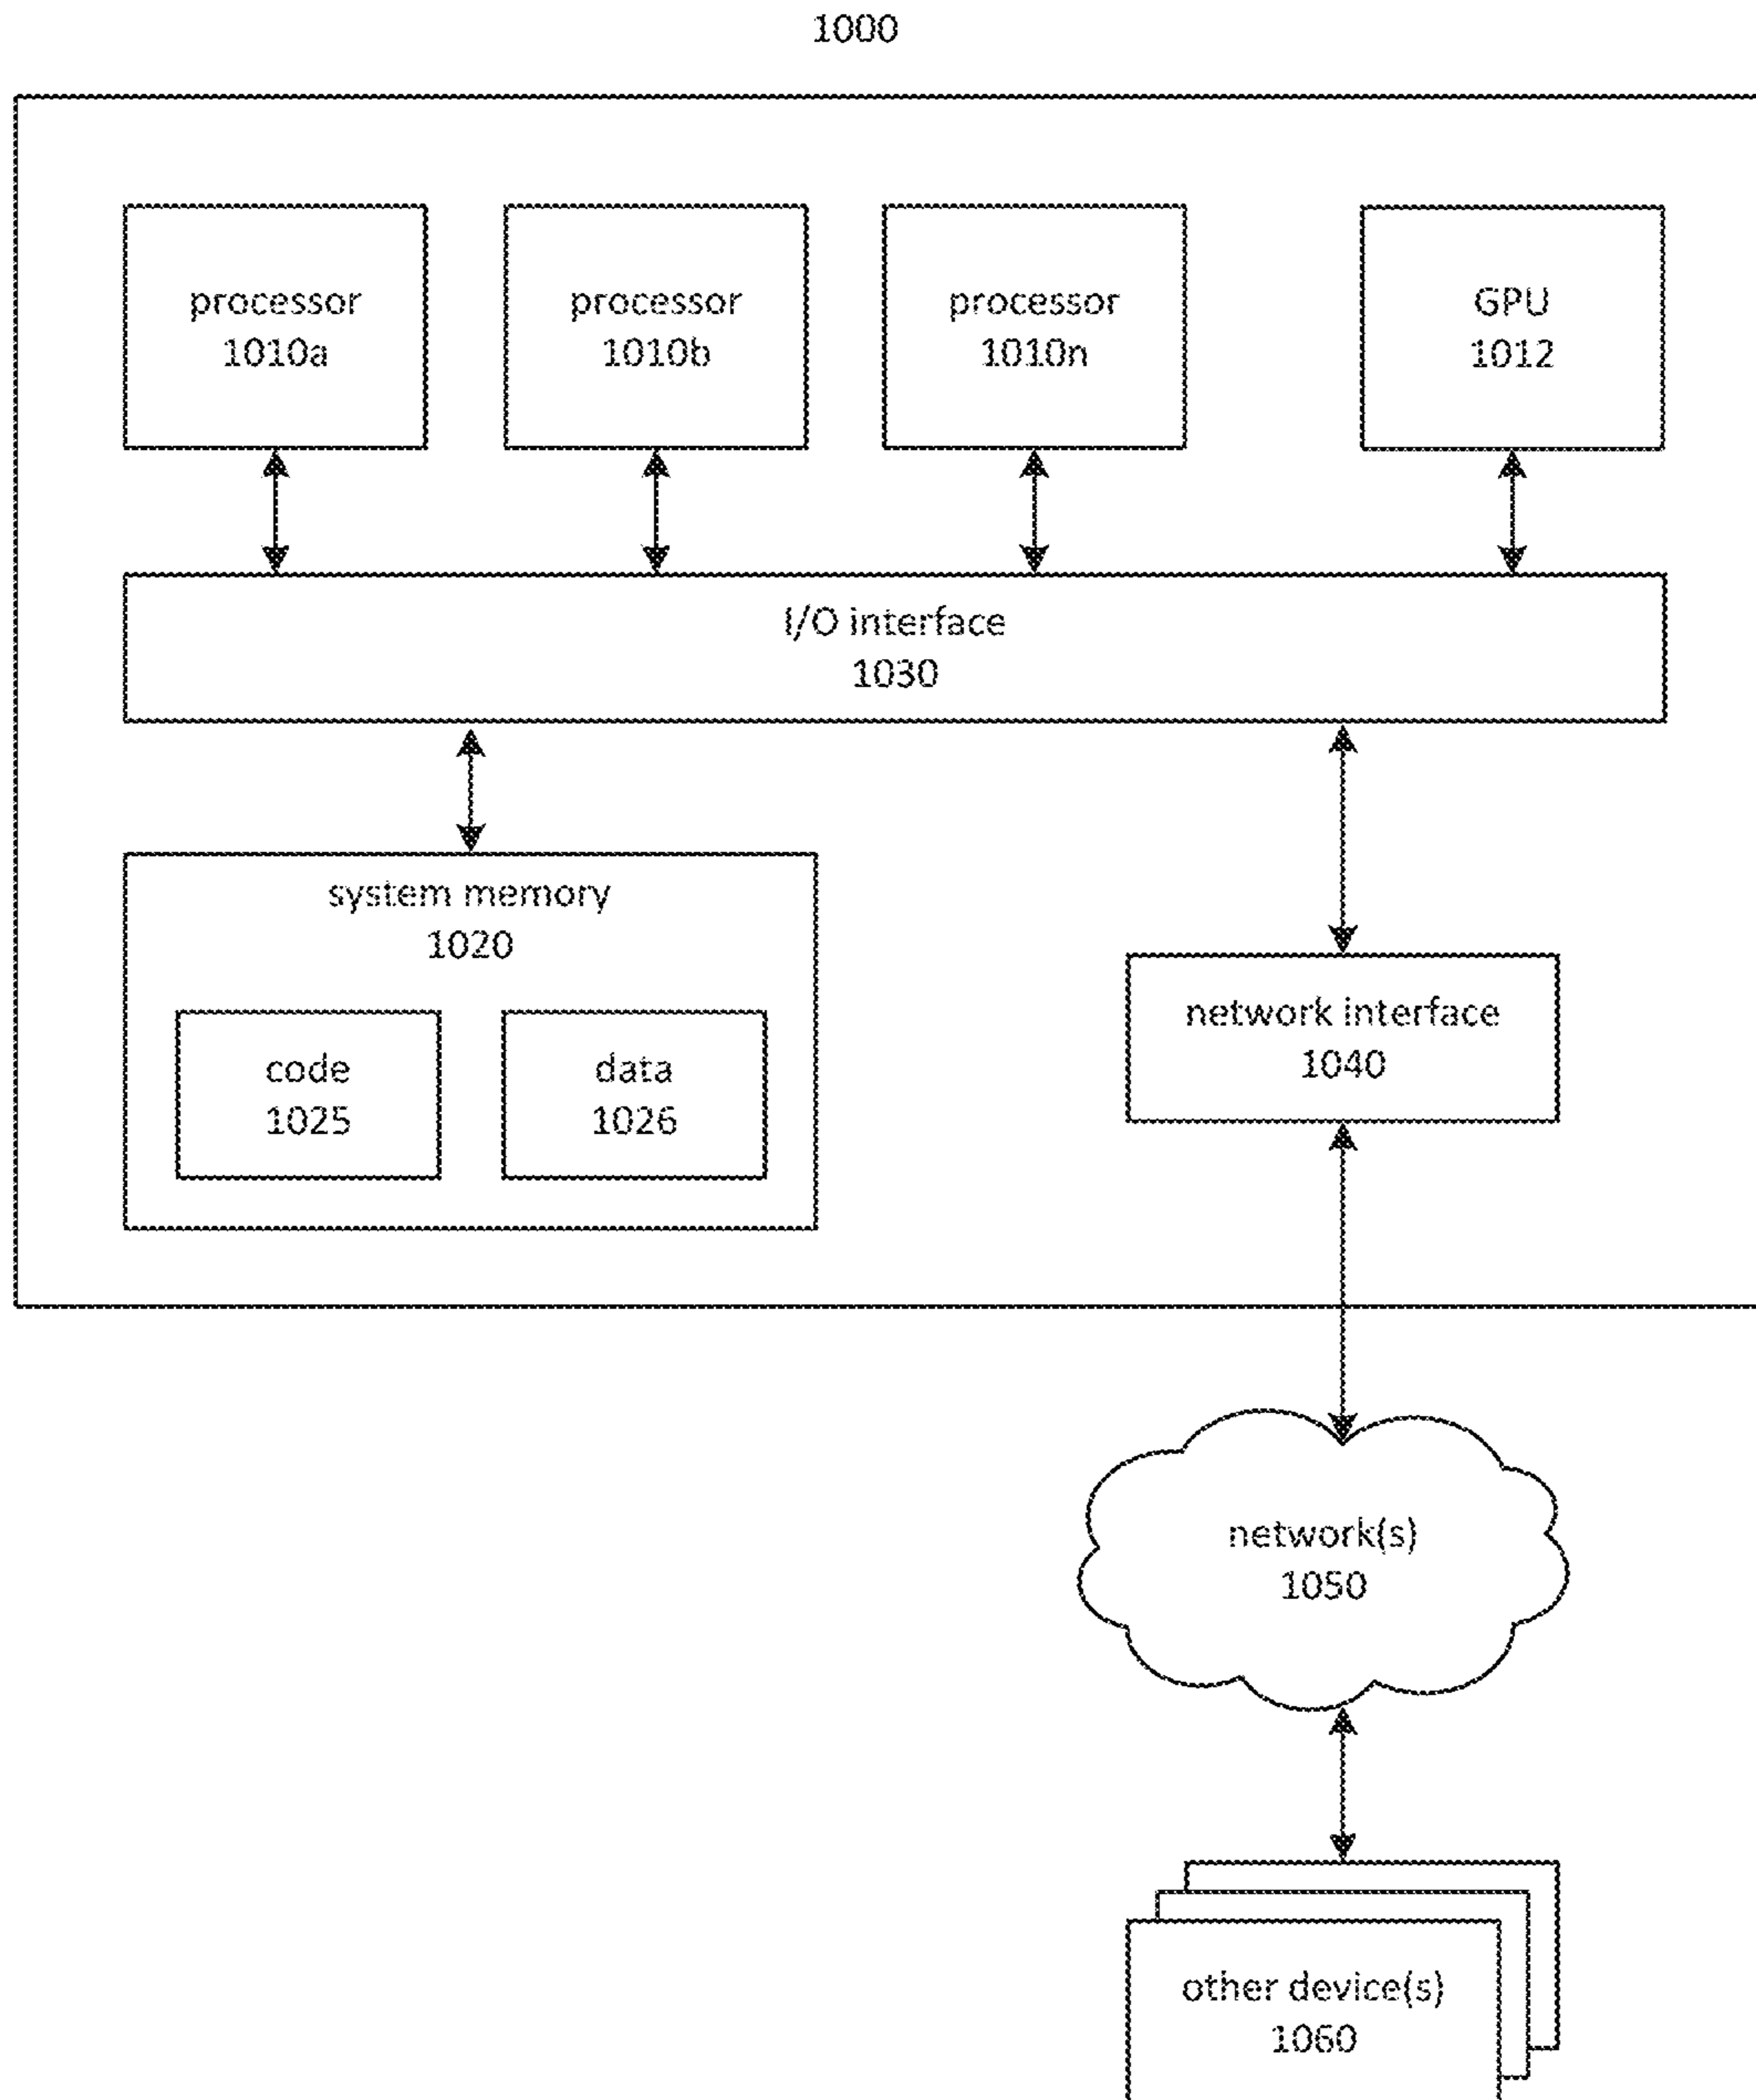 1000
processor
1010a
processor
1010b
processor
1010n
GPU
1012
I/O interface
1030
system memory
1020
code
1025
data
1026
network interface
1040
network(s)
1050
other device(s)
1060